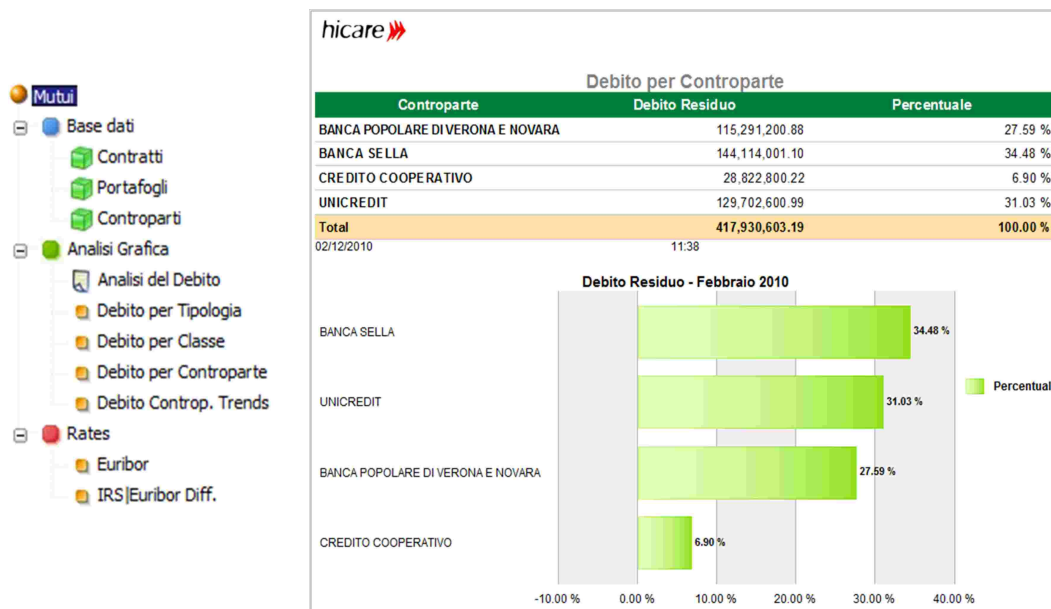 Mutui
Base dati
Contratti
Portafogli
Controparti
Analisi Grafica
Analisi del Debito
Debito per Tipologia
Debito per Classe
Debito per Controparte
Debito Controp. Trends
Rates
Euribor
IRS|Euribor Diff.
hicare
Debito per Controparte
Controparte Debito Residuo Percentuale
BANCA POPOLARE DI VERONA E NOVARA 115,291,200.88 27.59 %
BANCA SELLA 144,114,001.10 34.48 %
CREDITO COOPERATIVO 28,822,800.22 6.90 %
UNICREDIT 129,702,600.99 31.03 %
Total 417,930,603.19 100.00 %
02/12/2010 11:38
Debito Residuo - Febbraio 2010
BANCA SELLA 34.48 %
UNICREDIT 31.03 %
Percentual
BANCA POPOLARE DI VERONA E NOVARA 27.59 %
CREDITO COOPERATIVO 6.90 %
-10.00 % 0.00 % 10.00 % 20.00 % 30.00 % 40.00 %